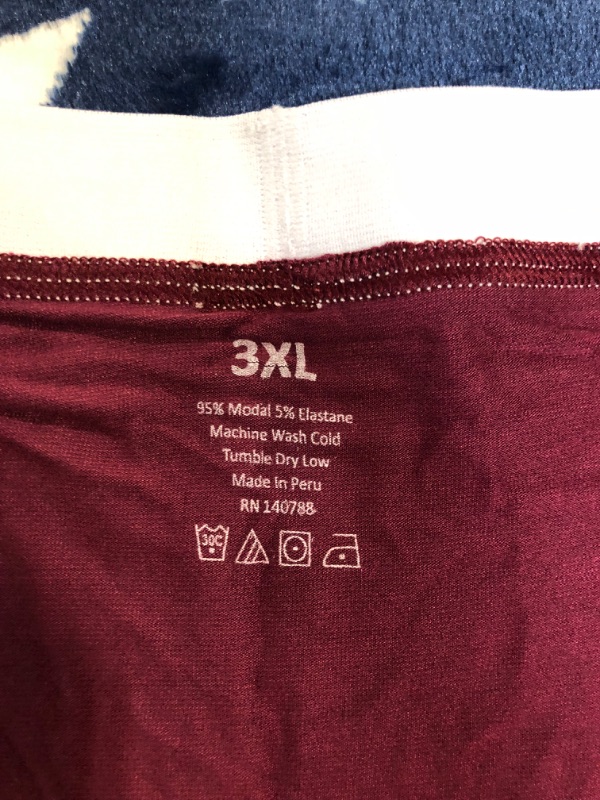 3XL
95% Modal 5% Elastane
Machine Wash Cold
Tumble Dry Low
Made in Peru
RN 140788
30C